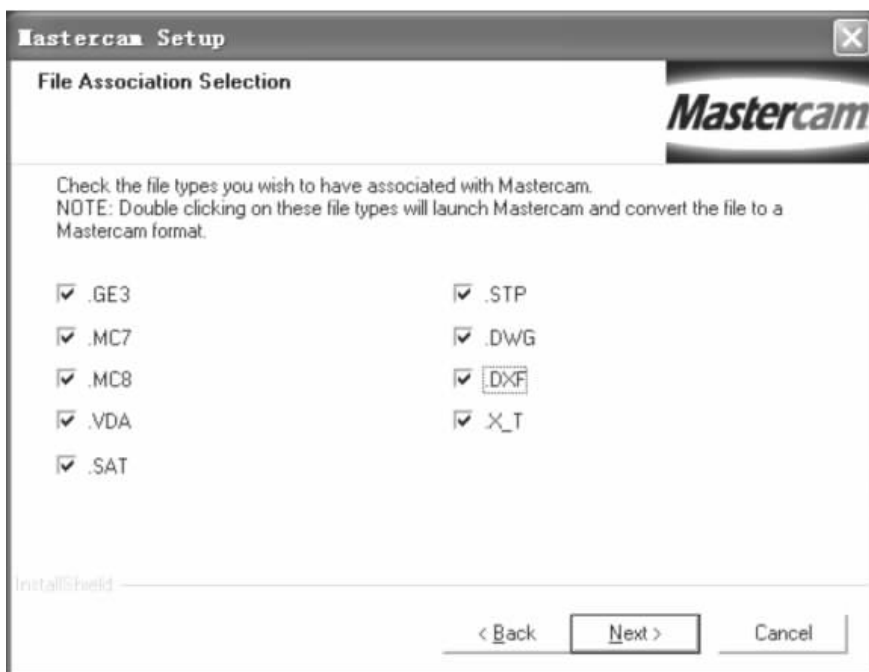 Mastercam Setup
File Association Selection
Mastercam
Check the file types you wish to have associated with Mastercam.
NOTE: Double clicking on these file types will launch Mastercam and convert the file to a
Mastercam format.
.GE3
.STP
.MC7
.DWG
.MC8
.DXF
.VDA
.X_T
.SAT
InstallShield
< Back
Next >
Cancel